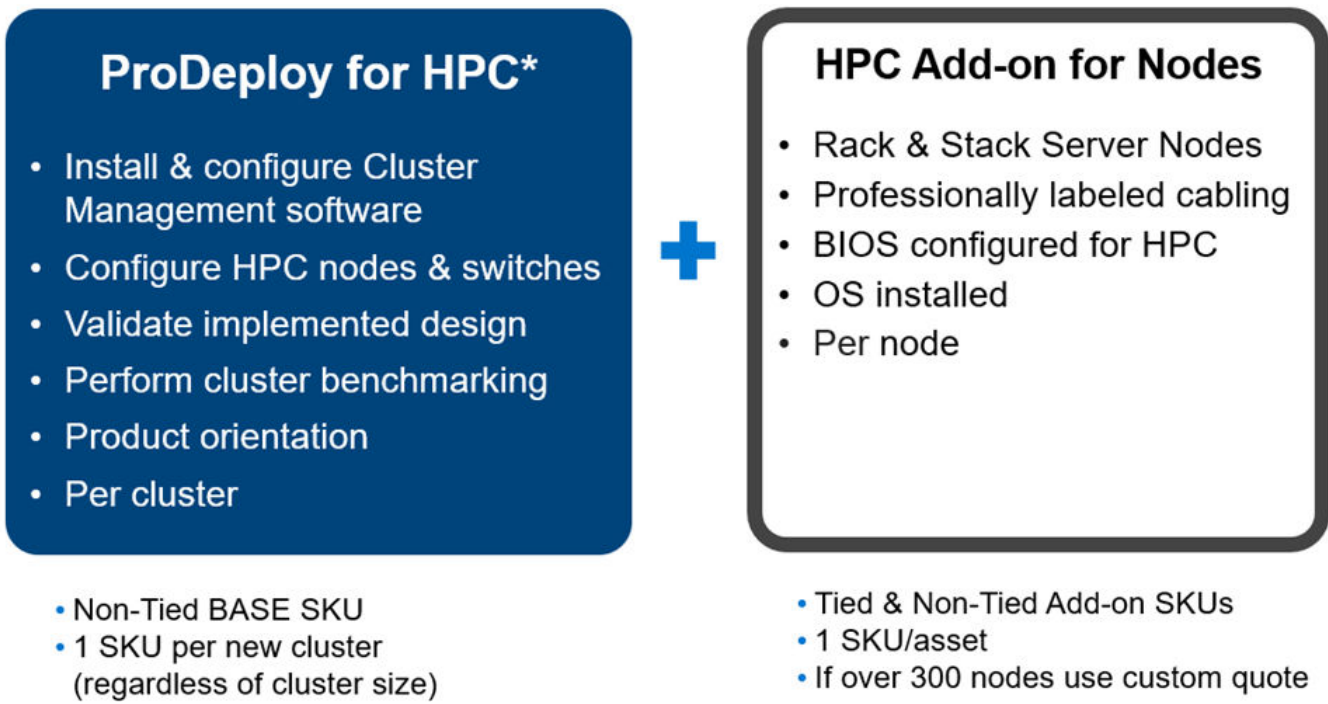 ProDeploy for HPC*
• Install & configure Cluster
Management software
• Configure HPC nodes & switches
• Validate implemented design
• Perform cluster benchmarking
• Product orientation
• Per cluster
• Non-Tied BASE SKU
• 1 SKU per new cluster
(regardless of cluster size)
HPC Add-on for Nodes
• Rack & Stack Server Nodes
• Professionally labeled cabling
• BIOS configured for HPC
• OS installed
• Per node
• Tied & Non-Tied Add-on SKUs
• 1 SKU/asset
• If over 300 nodes use custom quote